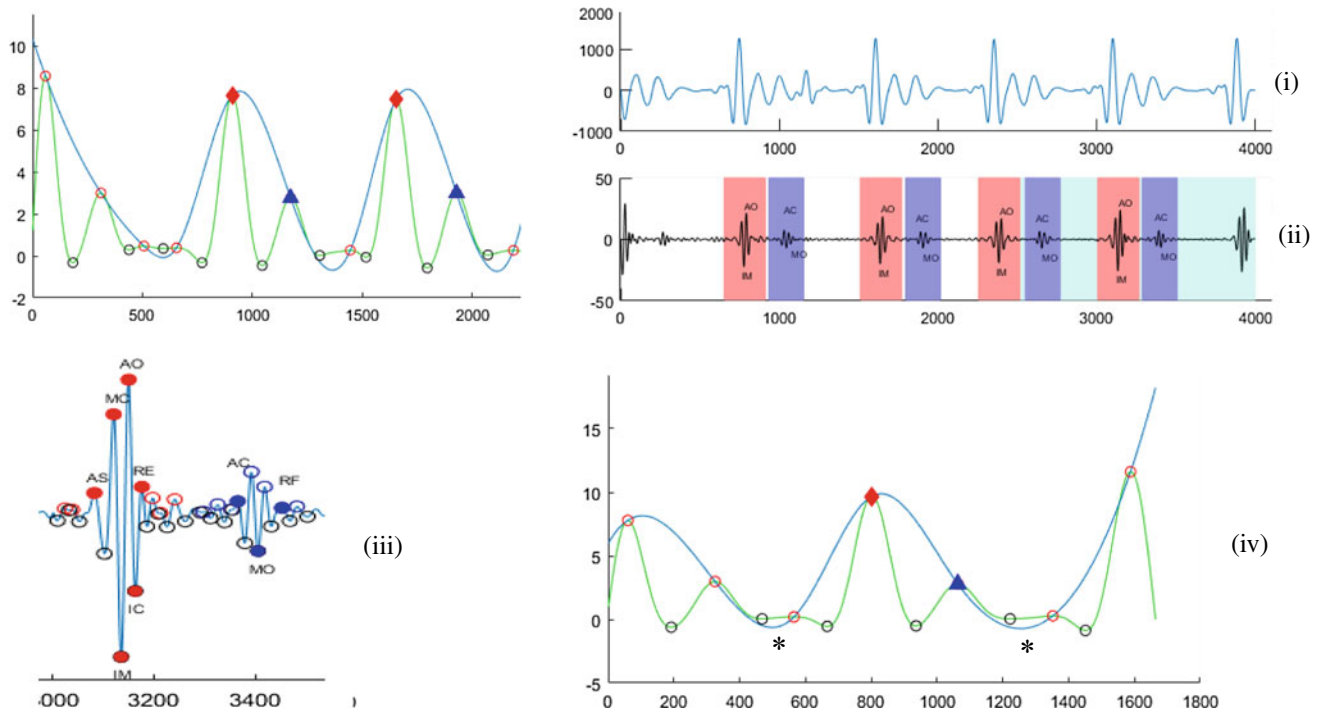 10
8
6
4
2
0
-2
0 500 1000 1500 2000
2000
1000
0
-1000
0 1000 2000 3000 4000
(i)
50
0
-50
AO AC IM MO
AO AC IM MO
AO AC IM MO
AO AC IM MO
0 1000 2000 3000 4000
(ii)
AO
MC
AS RE AC RF
MO
IC
IM
000 3200 3400
(iii)
15
10
5
0
-5
* *
0 200 400 600 800 1000 1200 1400 1600 1800
(iv)